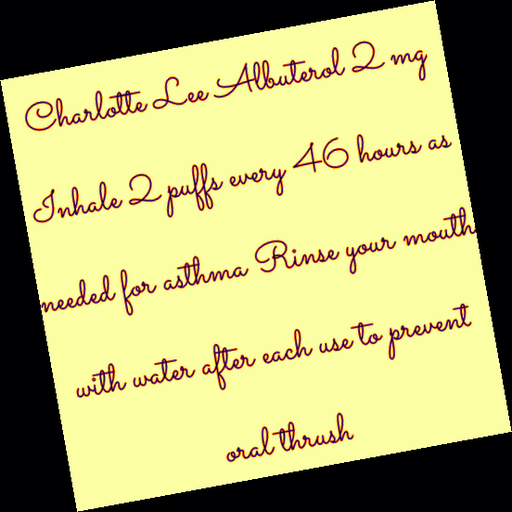 Charlotte Lee Albuterol 2 mg
Inhale 2 puffs every 46 hours as
needed for asthma Rinse your mouth
with water after each use to prevent
oral thrush